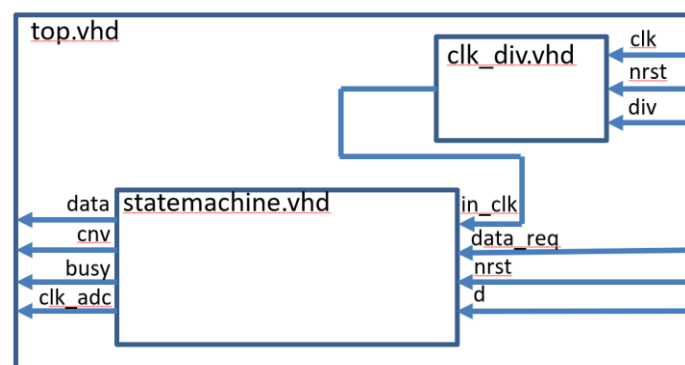 top.vhd
clk_div.vhd
clk
nrst
div
statemachine.vhd
data
cnv
busy
clk_adc
in_clk
data_req
nrst
d